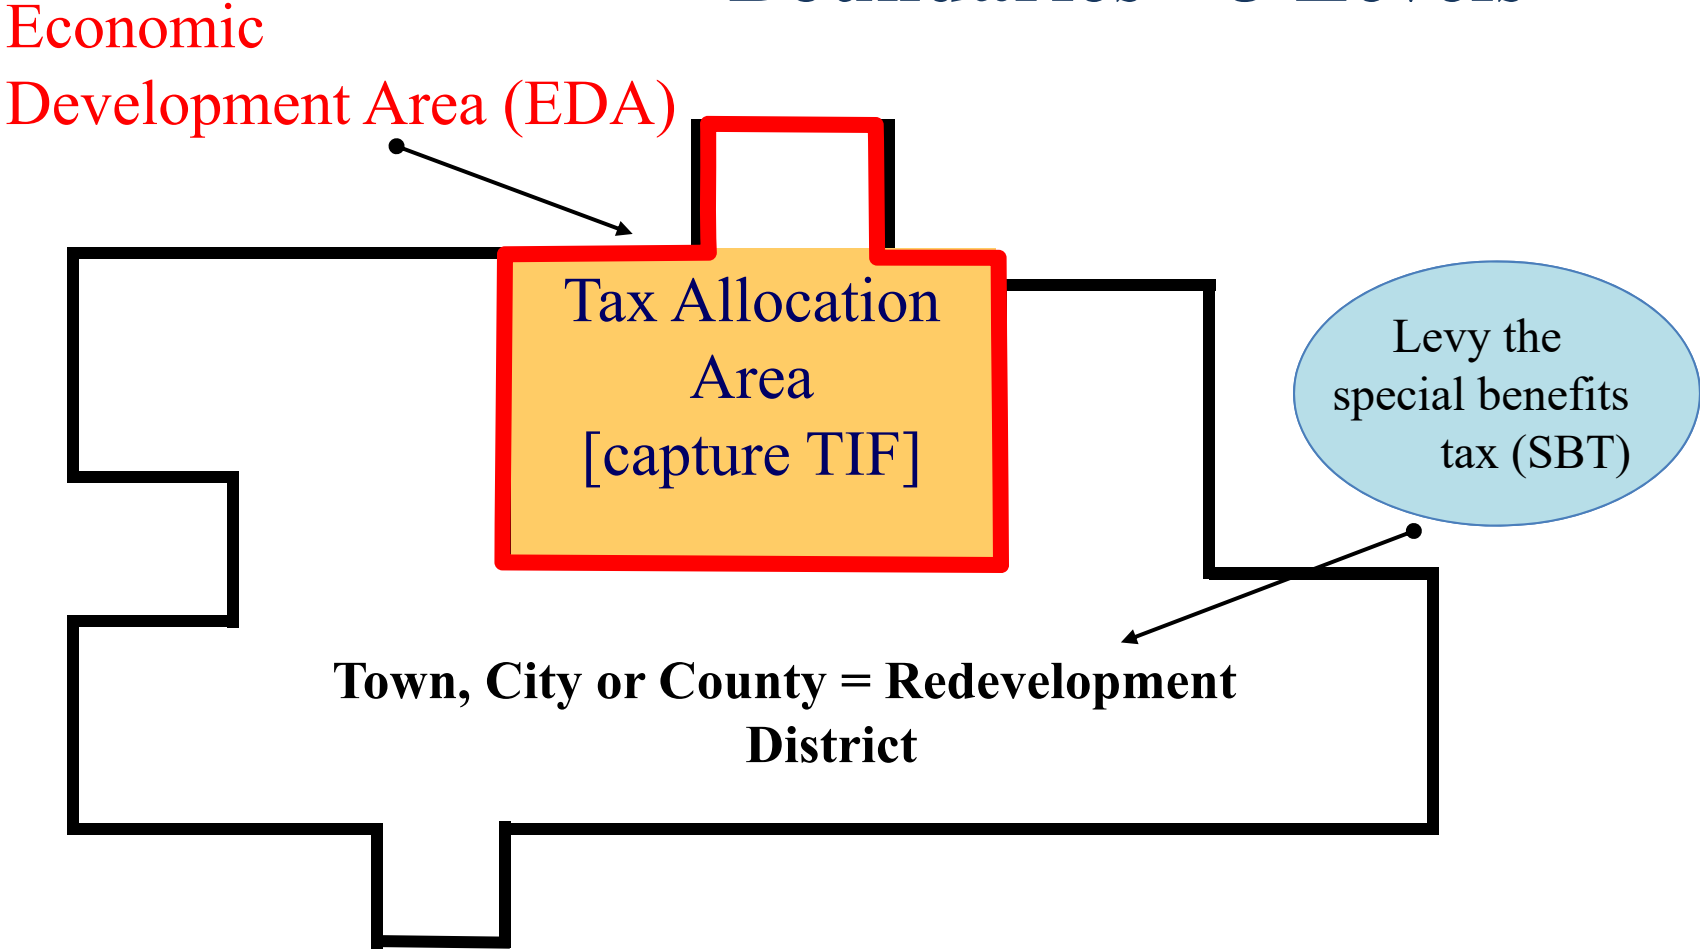 Economic
Development Area (EDA)
Tax Allocation
Area
[capture TIF]
Levy the
special benefits
tax (SBT)
Town, City or County = Redevelopment
District